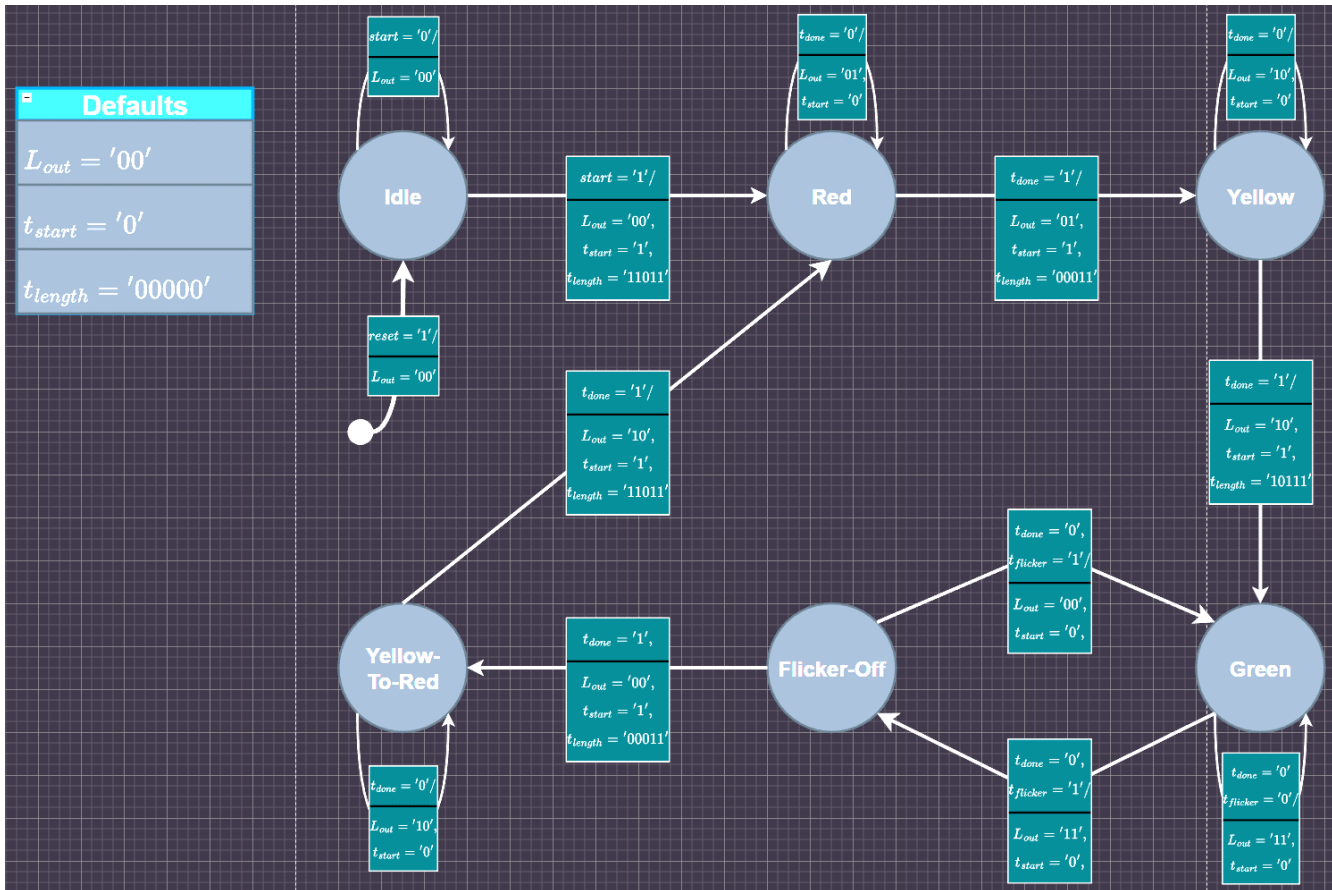 Defaults
L_out = '00'
t_start = '0'
t_length = '00000'
start = '0'/
L_out = '00'
t_done = '0'/
L_out = '01',
t_start = '0'
t_done = '0'/
L_out = '10',
t_start = '0'
Idle
start = '1'/
L_out = '00',
t_start = '1',
t_length = '11011'
Red
t_done = '1'/
L_out = '01',
t_start = '1',
t_length = '00011'
Yellow
reset = '1'/
L_out = '00'
t_done = '1'/
L_out = '10',
t_start = '1',
t_length = '11011'
t_done = '1'/
L_out = '10',
t_start = '1',
t_length = '10111'
t_done = '0',
t_flicker = '1'/
L_out = '00',
t_start = '0',
Yellow-
To-Red
t_done = '1',
L_out = '00',
t_start = '1',
t_length = '00011'
Flicker-Off
Green
t_done = '0'/
L_out = '10',
t_start = '0'
t_done = '0',
t_flicker = '1'/
L_out = '11',
t_start = '0',
t_done = '0'
t_flicker = '0'/
L_out = '11',
t_start = '0'